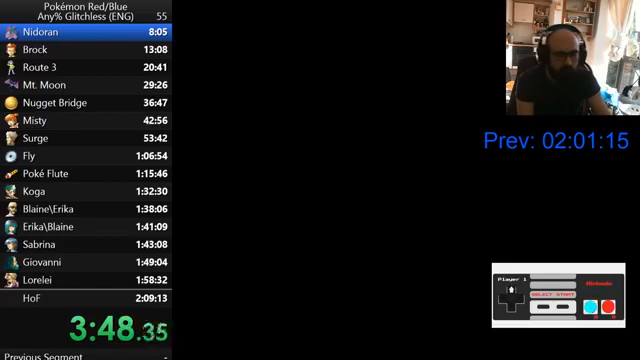 Pokémon Red/Blue
Any% Glitchless (ENG) 55
Nidoran 8:05
Brock 13:08
Route 3 20:41
Mt. Moon 29:26
Nugget Bridge 36:47
Misty 42:56
Surge 53:42
Fly 1:06:54
Poké Flute 1:15:46
Koga 1:32:30
Blaine\Erika 1:38:06
Erika\Blaine 1:41:09
Sabrina 1:43:08
Giovanni 1:49:04
Lorelei 1:58:32
HoF 2:09:13
3:48.35
Previous Segment -
Prev: 02:01:15
Player 1
Nintendo
SELECT START